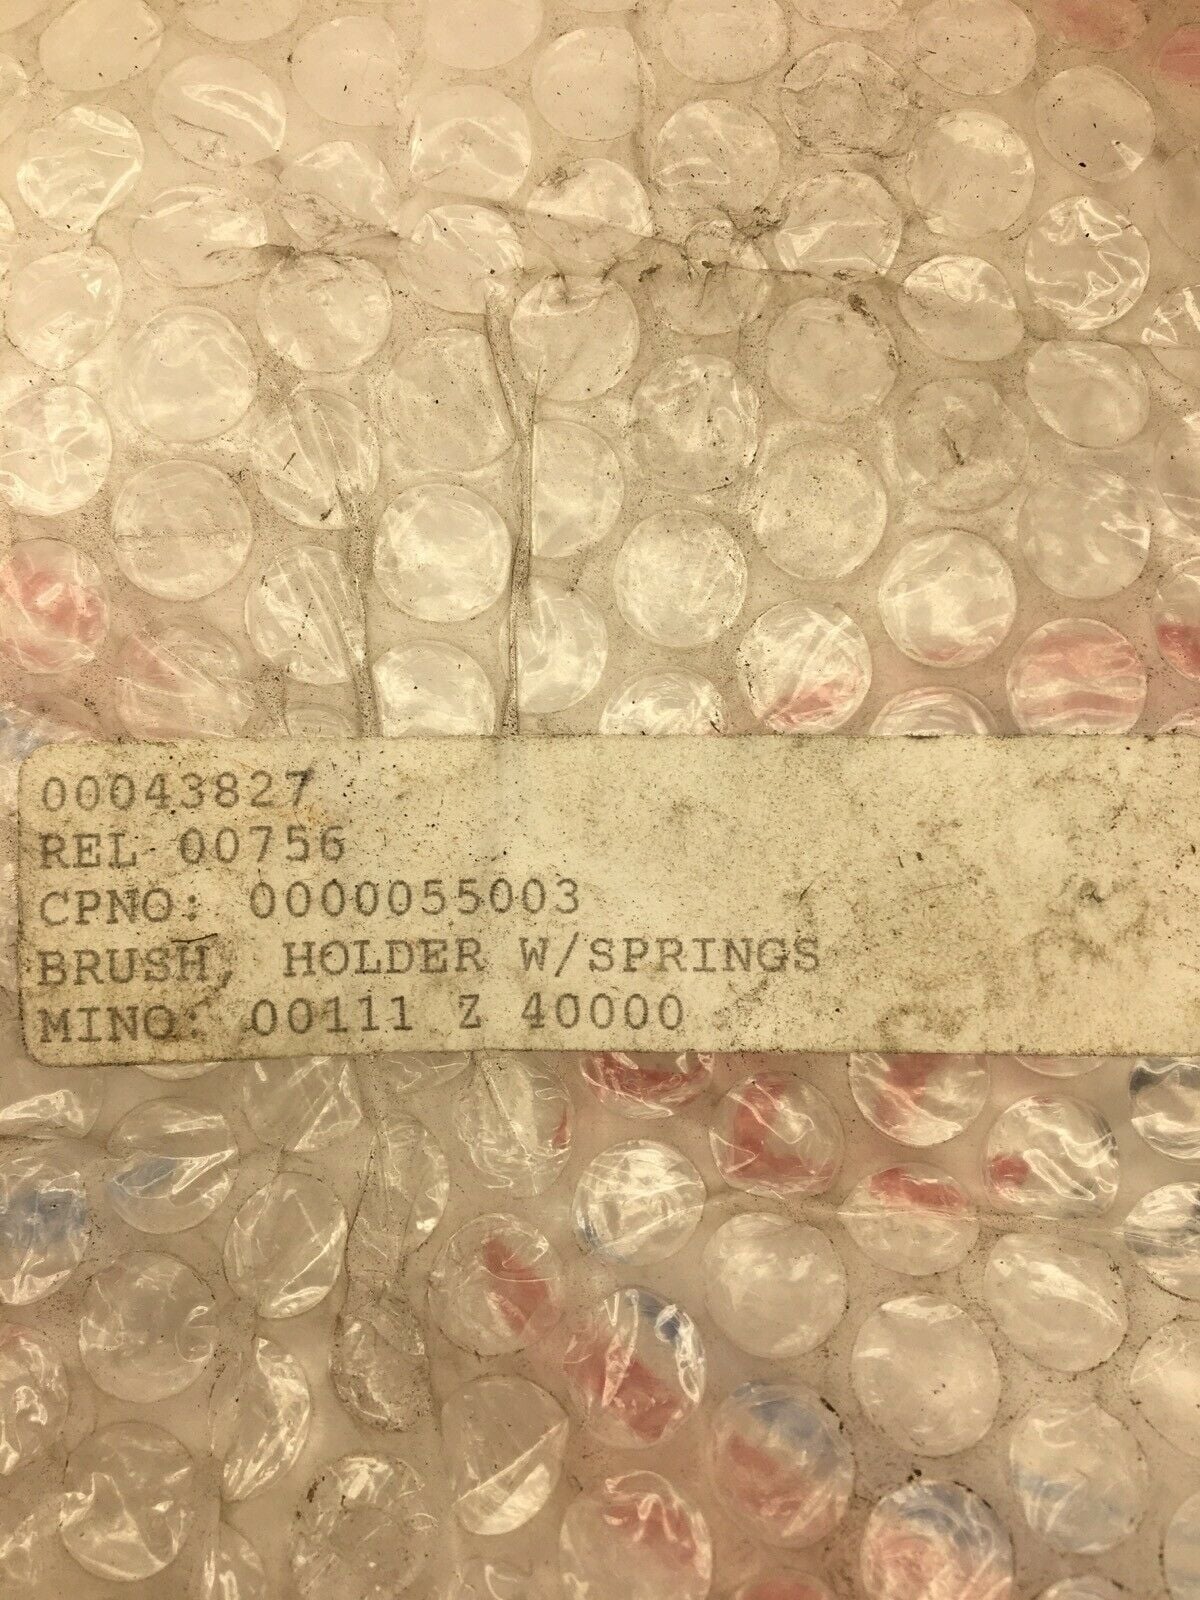 00043827
REL 00756
CPNO: 0000055003
BRUSH, HOLDER W/SPRINGS
MINO: 00111 Z 40000